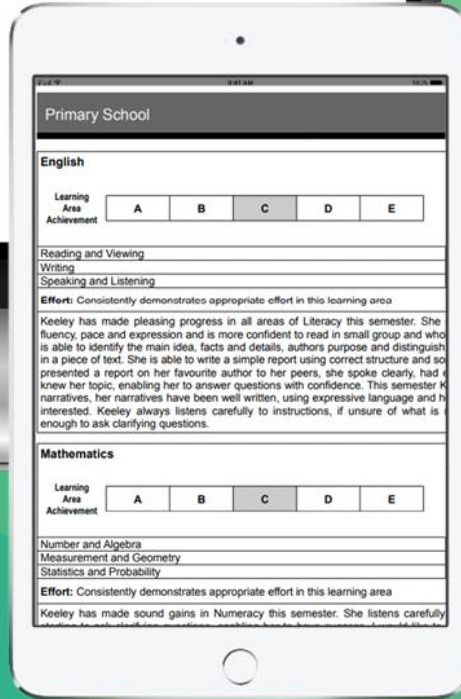 iPad
9:41 AM
Primary School
English
Learning
Area
Achievement
A B C D E
Reading and Viewing
Writing
Speaking and Listening
Effort: Consistently demonstrates appropriate effort in this learning area
Keeley has made pleasing progress in all areas of Literacy this semester. She
fluency, pace and expression and is more confident to read in small group and who
is able to identify the main idea, facts and details, authors purpose and distinguish
in a piece of text. She is able to write a simple report using correct structure and so
presented a report on her favourite author to her peers, she spoke clearly, had
knew her topic, enabling her to answer questions with confidence. This semester K
narratives, her narratives have been well written, using expressive language and h
interested. Keeley always listens carefully to instructions, if unsure of what is
enough to ask clarifying questions.
Mathematics
Learning
Area
Achievement
A B C D E
Number and Algebra
Measurement and Geometry
Statistics and Probability
Effort: Consistently demonstrates appropriate effort in this learning area
Keeley has made sound gains in Numeracy this semester. She listens carefully